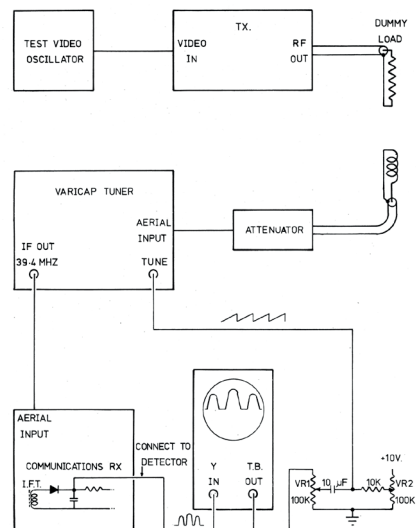 TX.
DUMMY
LOAD
TEST VIDEO
OSCILLATOR
VIDEO
IN
RF
OUT
VARICAP TUNER
AERIAL
INPUT
IF OUT
39·4 MHZ
TUNE
ATTENUATOR
AERIAL
INPUT
CONNECT TO
DETECTOR
COMMUNICATIONS RX
I.F.T.
Y
IN
T.B.
OUT
VR1
100K
10 µF
10K
+10V.
VR2
100K